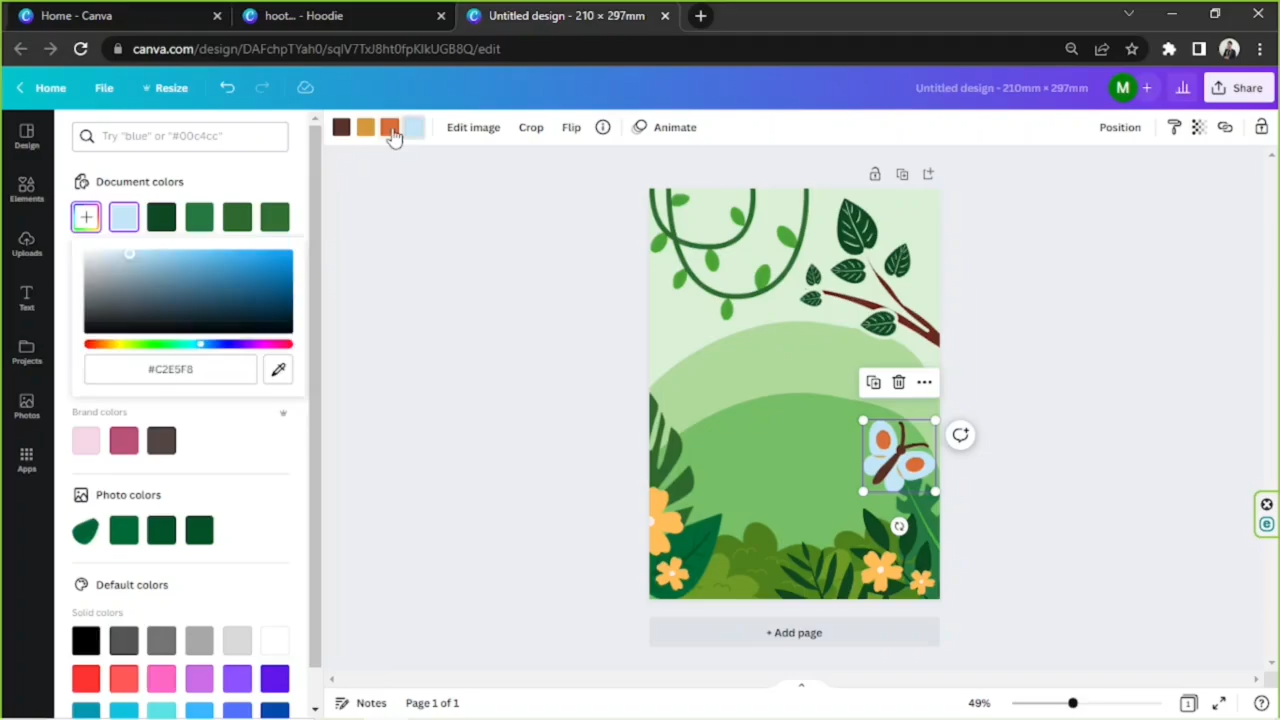 Home - Canva
hoot... - Hoodie
Untitled design - 210 × 297mm
canva.com/design/DAFchpTYah0/sqlV7TxJ8ht0fpKlkUGB8Q/edit
Home
File
Resize
Untitled design - 210mm × 297mm
M
Share
Design
Elements
Uploads
Text
Projects
Photos
Apps
Try "blue" or "#00c4cc"
Document colors
#C2E5F8
Brand colors
Photo colors
Default colors
Solid colors
Edit image
Crop
Flip
Animate
Position
+ Add page
Notes
Page 1 of 1
49%
1